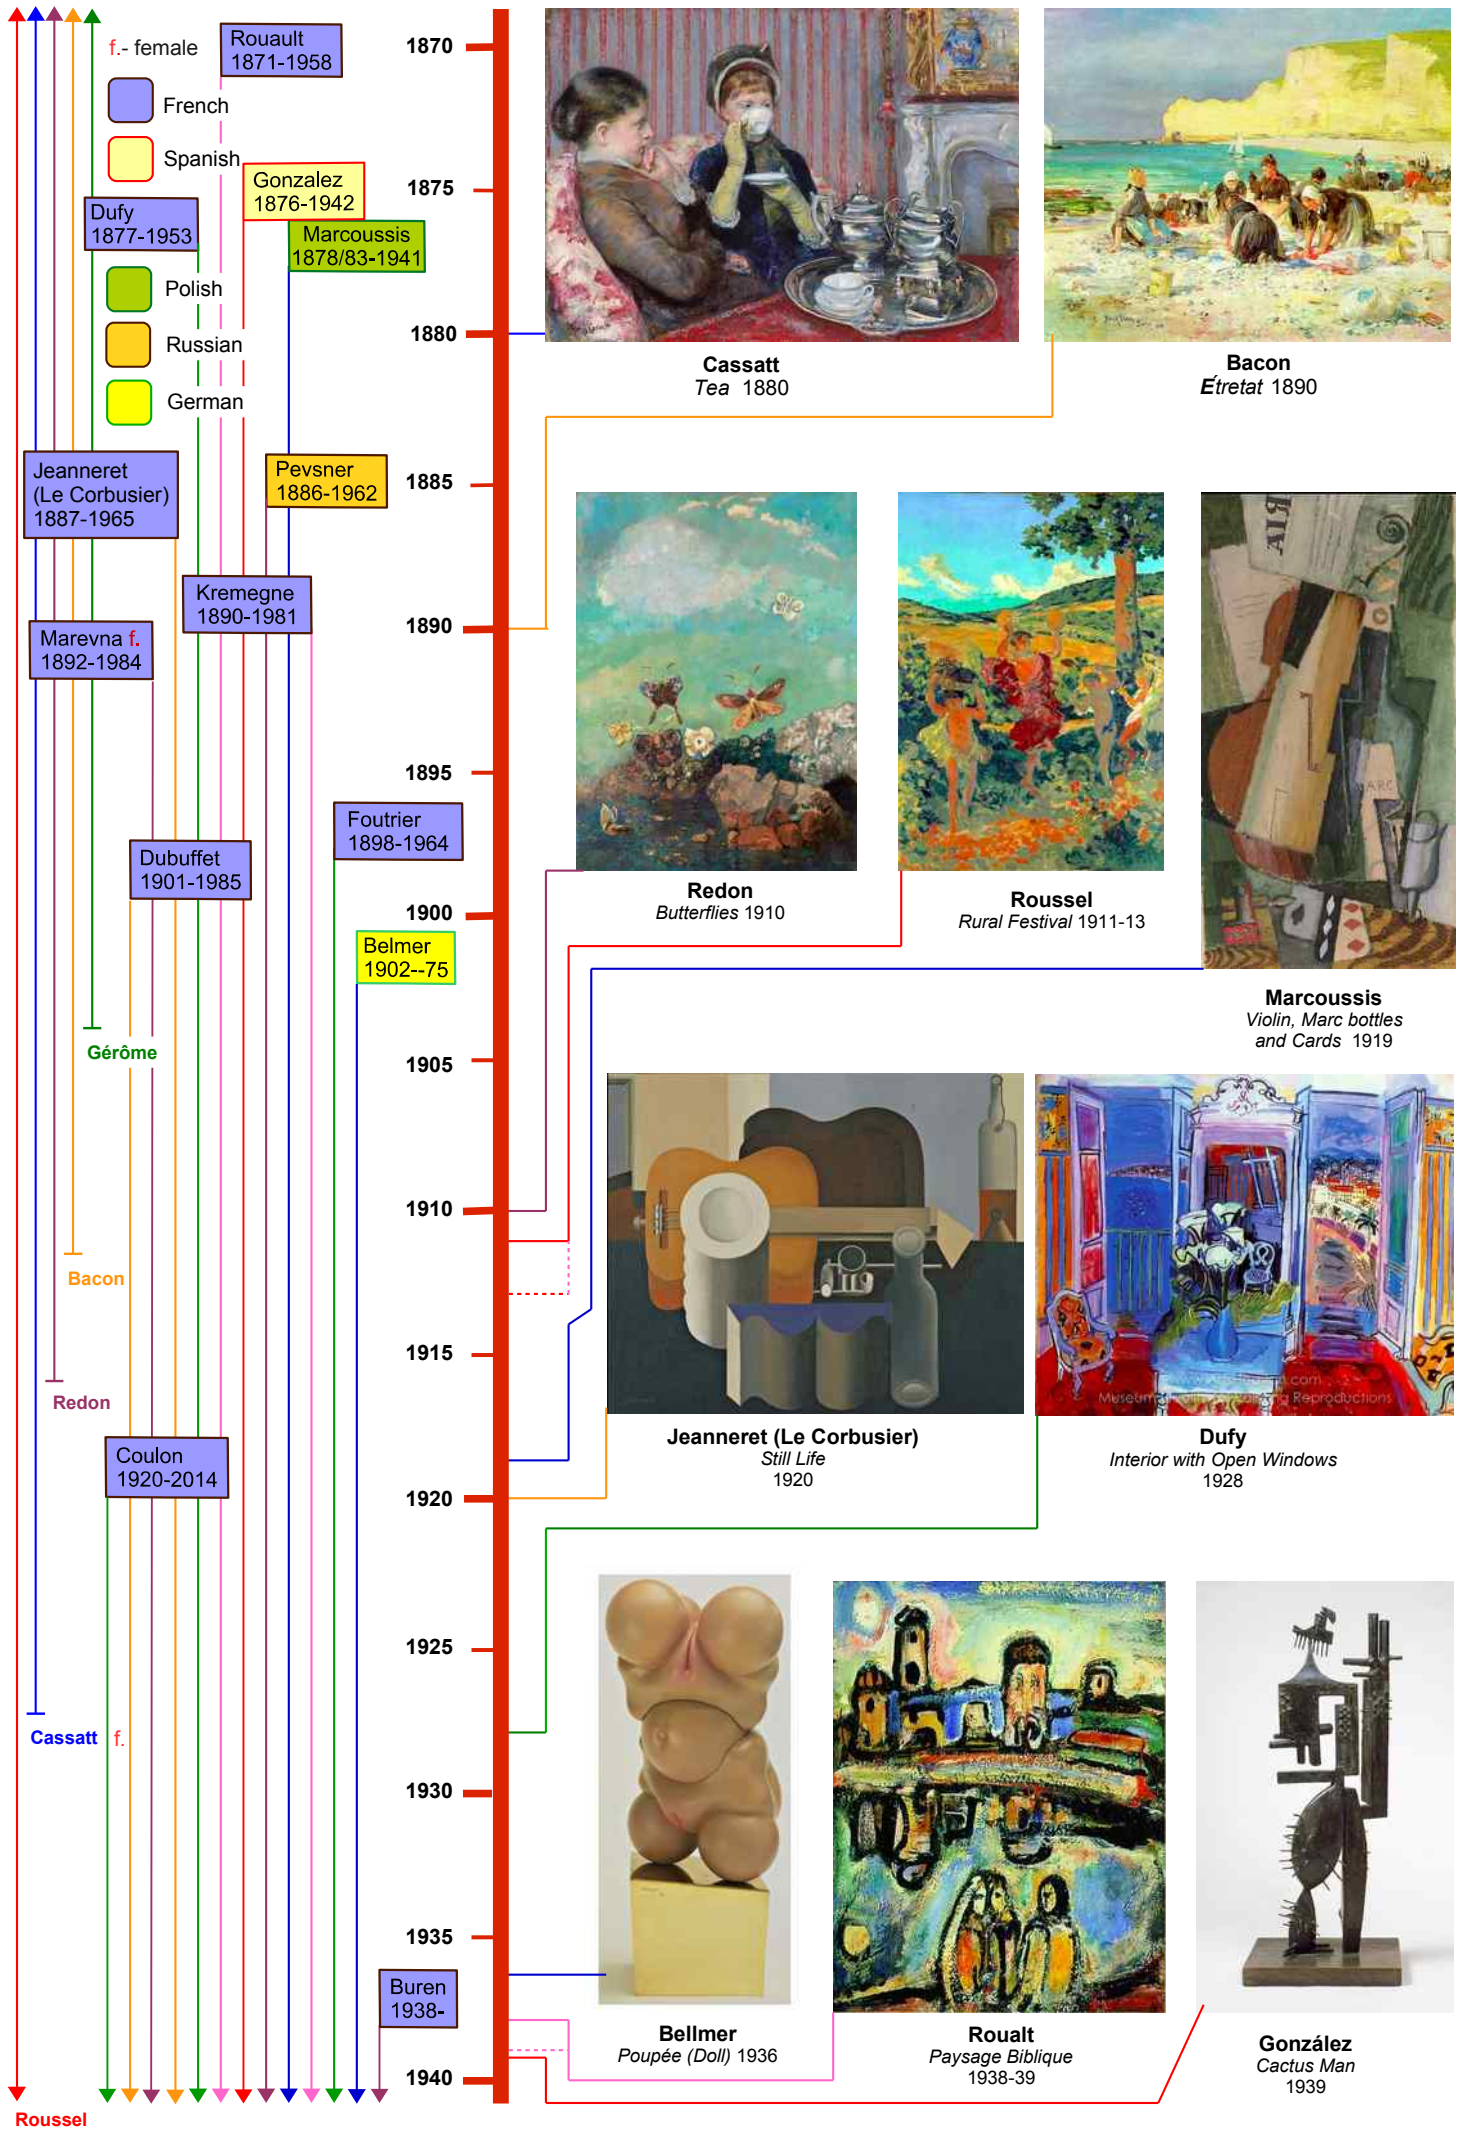 f.- female
French
Spanish
Polish
Russian
German
Rouault
1871-1958
Gonzalez
1876-1942
Dufy
1877-1953
Marcoussis
1878/83-1941
Jeanneret
(Le Corbusier)
1887-1965
Pevsner
1886-1962
Kremegne
1890-1981
Marevna f.
1892-1984
Foutrier
1898-1964
Dubuffet
1901-1985
Belmer
1902--75
Gérôme
Bacon
Redon
Coulon
1920-2014
Cassatt f.
Buren
1938-
Roussel
1870
1875
1880
1885
1890
1895
1900
1905
1910
1915
1920
1925
1930
1935
1940
Cassatt
Tea 1880
Bacon
Étretat 1890
Redon
Butterflies 1910
Roussel
Rural Festival 1911-13
Marcoussis
Violin, Marc bottles
and Cards 1919
Jeanneret (Le Corbusier)
Still Life
1920
Dufy
Interior with Open Windows
1928
Bellmer
Poupée (Doll) 1936
Roualt
Paysage Biblique
1938-39
González
Cactus Man
1939